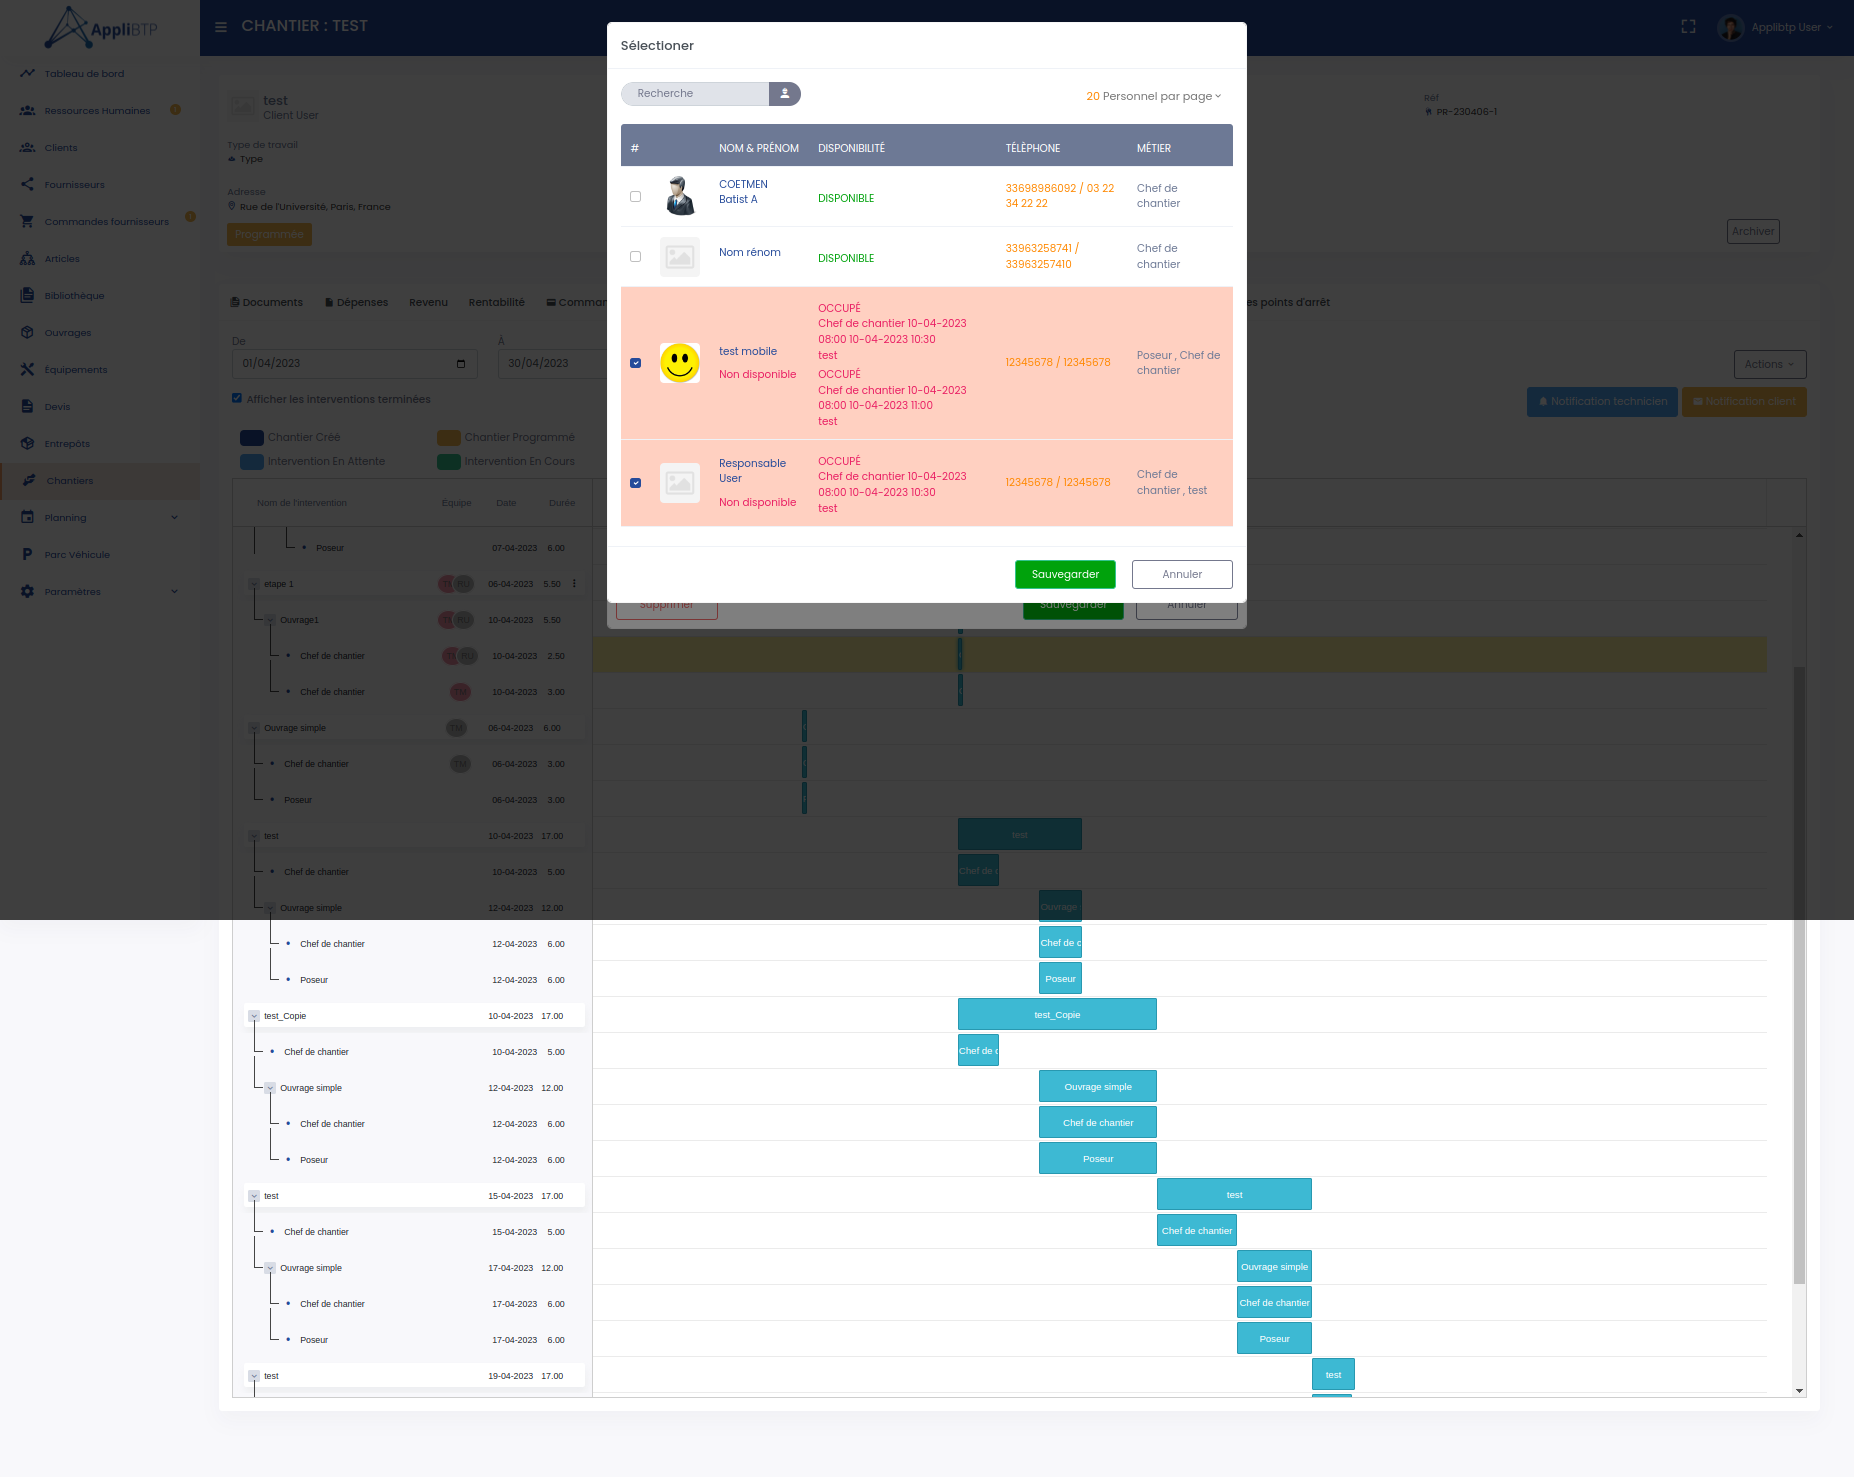 AppliBTP
CHANTIER : TEST
Applibtp User
Tableau de bord
Ressources Humaines
Clients
Fournisseurs
Commandes fournisseurs
Articles
Bibliothèque
Ouvrages
Equipements
Devis
Entrepôts
Chantiers
Planning
Parc Véhicule
Paramètres
test
Client User
Type de travail
Type
Adresse
Rue de l'Université, Paris, France
Programmée
Réf
PR-230406-1
Archiver
Documents
Dépenses
Revenu
Rentabilité
es points d'arrêt
De
01/04/2023
À
30/04/2023
Afficher les interventions terminées
Actions
Notification technicien
Notification client
Chantier Créé
Chantier Programmé
Intervention En Attente
Intervention En Cours
Sélectioner
Recherche
20 Personnel par page
# NOM & PRÉNOM DISPONIBILITÉ TÉLÉPHONE MÉTIER
COETMEN
Batist A
DISPONIBLE
33698986092 / 03 22
34 22 22
Chef de
chantier
Nom rénom
DISPONIBLE
33963258741 /
33963257410
Chef de
chantier
test mobile
Non disponible
OCCUPÉ
Chef de chantier 10-04-2023
08:00 10-04-2023 10:30
test
OCCUPÉ
Chef de chantier 10-04-2023
08:00 10-04-2023 11:00
test
12345678 / 12345678
Poseur , Chef de
chantier
Responsable
User
Non disponible
OCCUPÉ
Chef de chantier 10-04-2023
08:00 10-04-2023 10:30
test
12345678 / 12345678
Chef de
chantier , test
Sauvegarder
Annuler
Supprimer
Sauvegarder
Annuler
Nom de l'intervention Equipe Date Durée
Poseur 07-04-2023 6.00
etape 1 TM RU 06-04-2023 5.50
Ouvrage1 TM RU 10-04-2023 5.50
Chef de chantier TM RU 10-04-2023 2.50
Chef de chantier TM 10-04-2023 3.00
Ouvrage simple TM 06-04-2023 6.00
Chef de chantier TM 06-04-2023 3.00
Poseur 06-04-2023 3.00
test 10-04-2023 17.00 test
Chef de chantier 10-04-2023 5.00 Chef de c
Ouvrage simple 12-04-2023 12.00 Ouvrage
Chef de chantier 12-04-2023 6.00 Chef de c
Poseur 12-04-2023 6.00 Poseur
test_Copie 10-04-2023 17.00 test_Copie
Chef de chantier 10-04-2023 5.00 Chef de c
Ouvrage simple 12-04-2023 12.00 Ouvrage simple
Chef de chantier 12-04-2023 6.00 Chef de chantier
Poseur 12-04-2023 6.00 Poseur
test 15-04-2023 17.00 test
Chef de chantier 15-04-2023 5.00 Chef de chantier
Ouvrage simple 17-04-2023 12.00 Ouvrage simple
Chef de chantier 17-04-2023 6.00 Chef de chantier
Poseur 17-04-2023 6.00 Poseur
test 19-04-2023 17.00 test